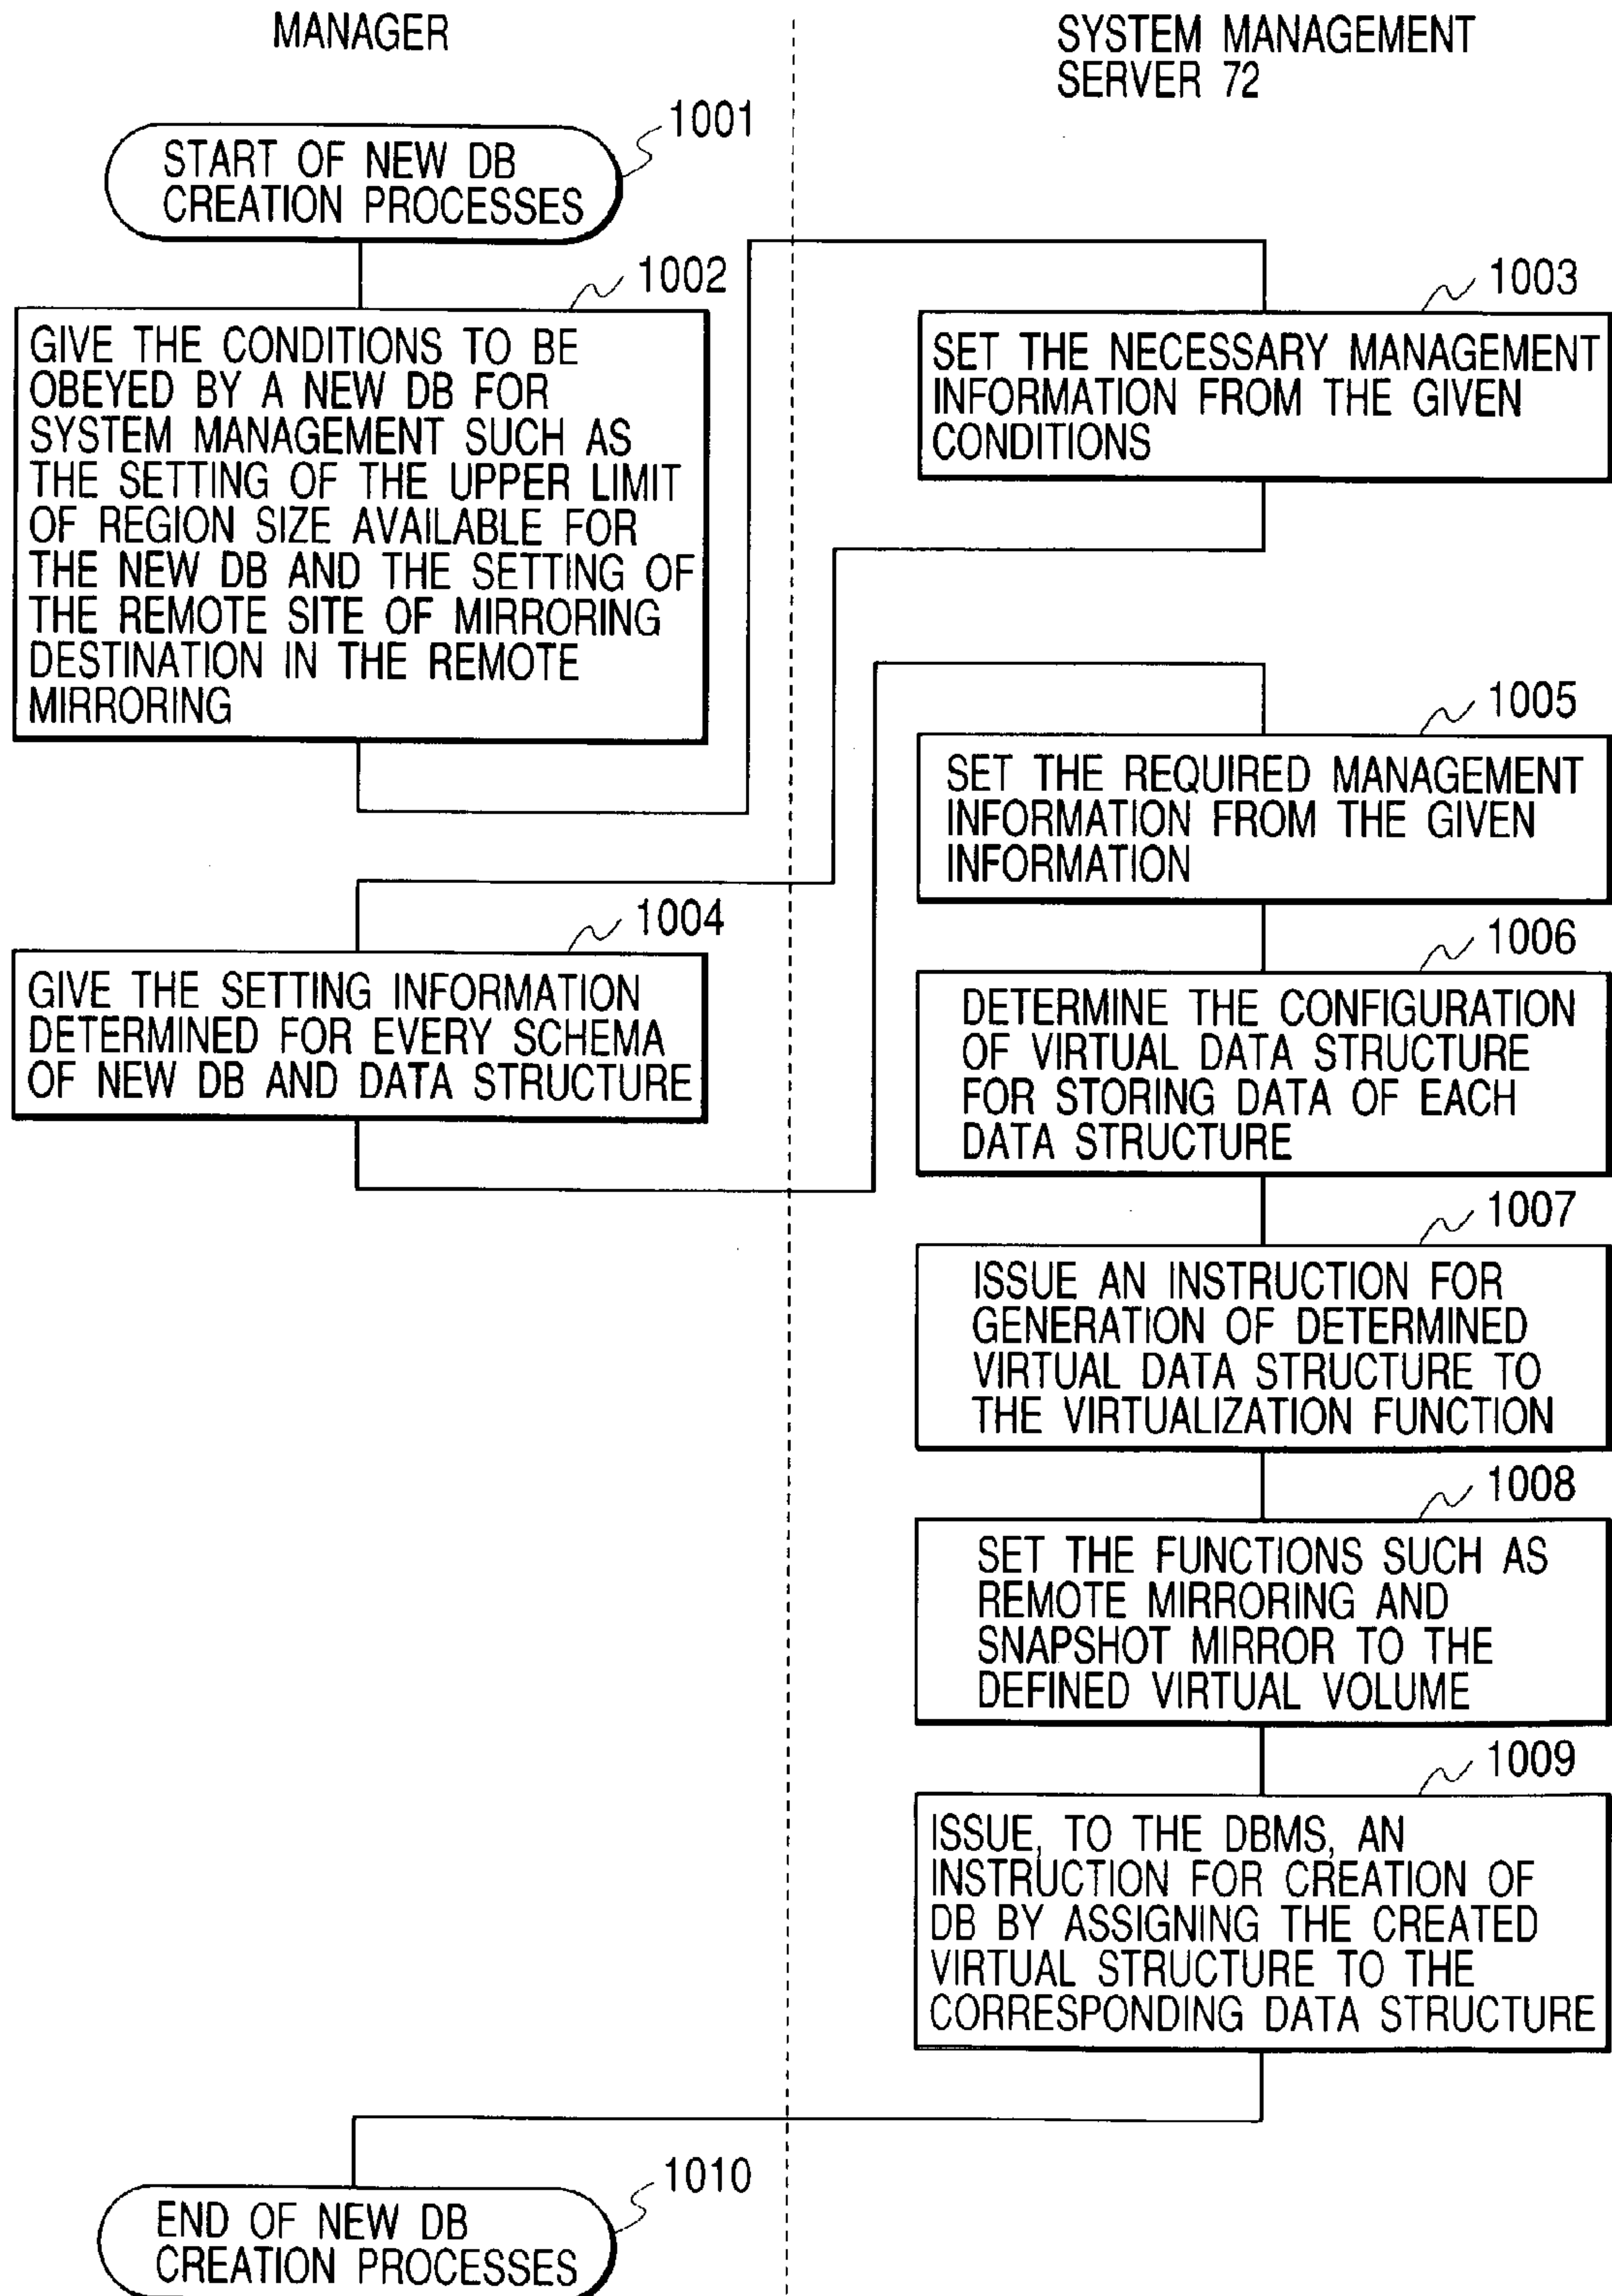 MANAGER
SYSTEM MANAGEMENT
SERVER 72
1001
START OF NEW DB
CREATION PROCESSES
1002
GIVE THE CONDITIONS TO BE
OBEYED BY A NEW DB FOR
SYSTEM MANAGEMENT SUCH AS
THE SETTING OF THE UPPER LIMIT
OF REGION SIZE AVAILABLE FOR
THE NEW DB AND THE SETTING OF
THE REMOTE SITE OF MIRRORING
DESTINATION IN THE REMOTE
MIRRORING
1003
SET THE NECESSARY MANAGEMENT
INFORMATION FROM THE GIVEN
CONDITIONS
1004
GIVE THE SETTING INFORMATION
DETERMINED FOR EVERY SCHEMA
OF NEW DB AND DATA STRUCTURE
1005
SET THE REQUIRED MANAGEMENT
INFORMATION FROM THE GIVEN
INFORMATION
1006
DETERMINE THE CONFIGURATION
OF VIRTUAL DATA STRUCTURE
FOR STORING DATA OF EACH
DATA STRUCTURE
1007
ISSUE AN INSTRUCTION FOR
GENERATION OF DETERMINED
VIRTUAL DATA STRUCTURE TO
THE VIRTUALIZATION FUNCTION
1008
SET THE FUNCTIONS SUCH AS
REMOTE MIRRORING AND
SNAPSHOT MIRROR TO THE
DEFINED VIRTUAL VOLUME
1009
ISSUE, TO THE DBMS, AN
INSTRUCTION FOR CREATION OF
DB BY ASSIGNING THE CREATED
VIRTUAL STRUCTURE TO THE
CORRESPONDING DATA STRUCTURE
1010
END OF NEW DB
CREATION PROCESSES